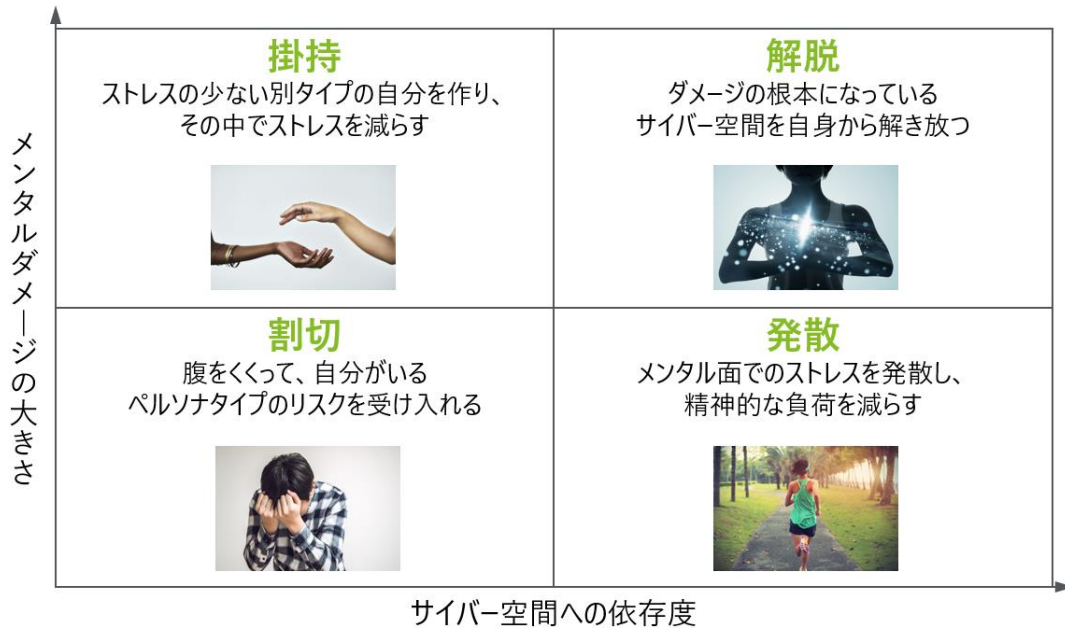 メンタルダメージの大きさ
掛持
ストレスの少ない別タイプの自分を作り、
その中でストレスを減らす
解脱
ダメージの根本になっている
サイバー空間を自身から解き放つ
割切
腹をくくって、自分がいる
ペルソナタイプのリスクを受け入れる
発散
メンタル面でのストレスを発散し、
精神的な負荷を減らす
サイバー空間への依存度